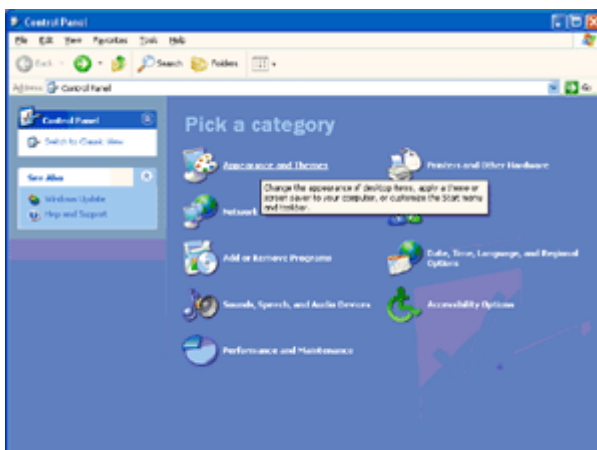 Control Panel
File Edit View Favorites Tools Help
Back Search Folders
Address Control Panel Go
Control Panel
Switch to Classic View
See Also
Windows Update
Help and Support
Pick a category
Appearance and Themes
Printers and Other Hardware
Change the appearance of desktop items, apply a theme or
screen saver to your computer, or customize the Start menu
and taskbar.
Network
Add or Remove Programs
Date, Time, Language, and Regional
Options
Sounds, Speech, and Audio Devices
Accessibility Options
Performance and Maintenance